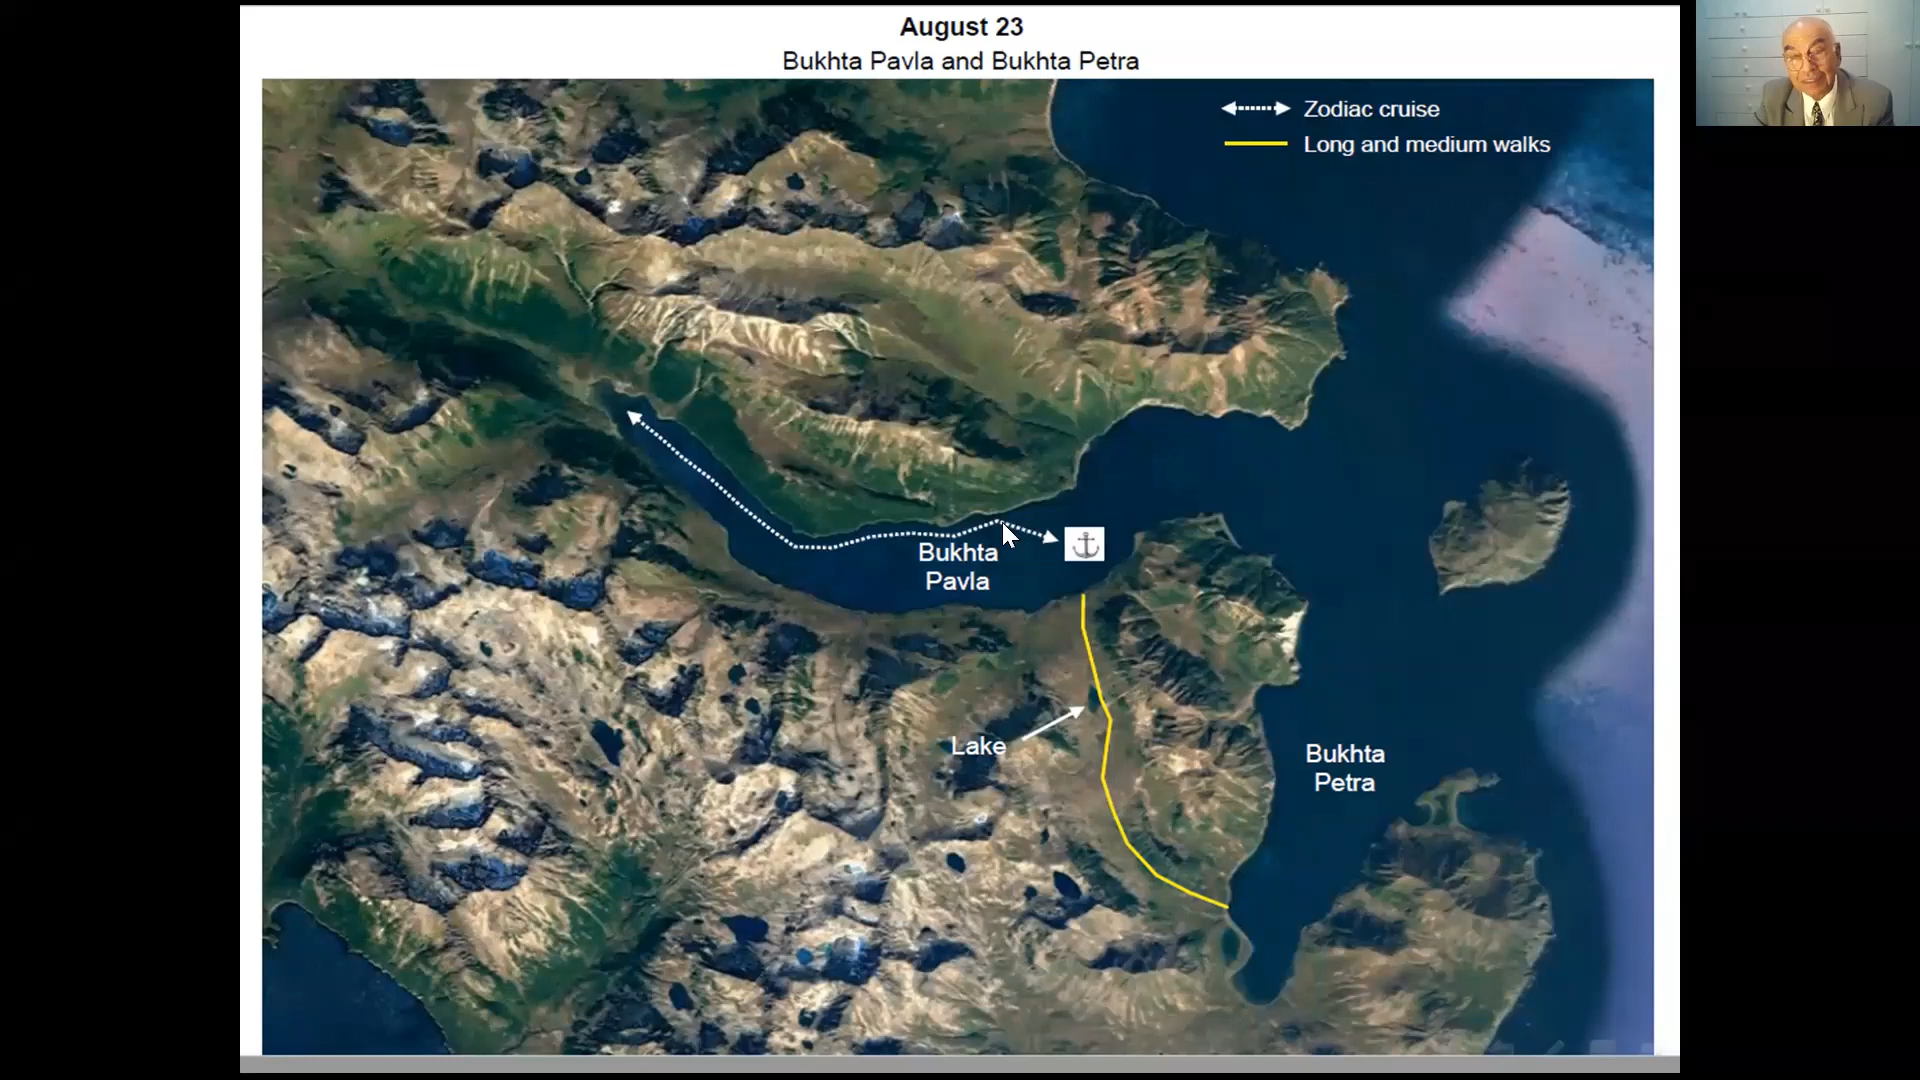 August 23
Bukhta Pavla and Bukhta Petra
Zodiac cruise
Long and medium walks
Bukhta
Pavla
Lake
Bukhta
Petra